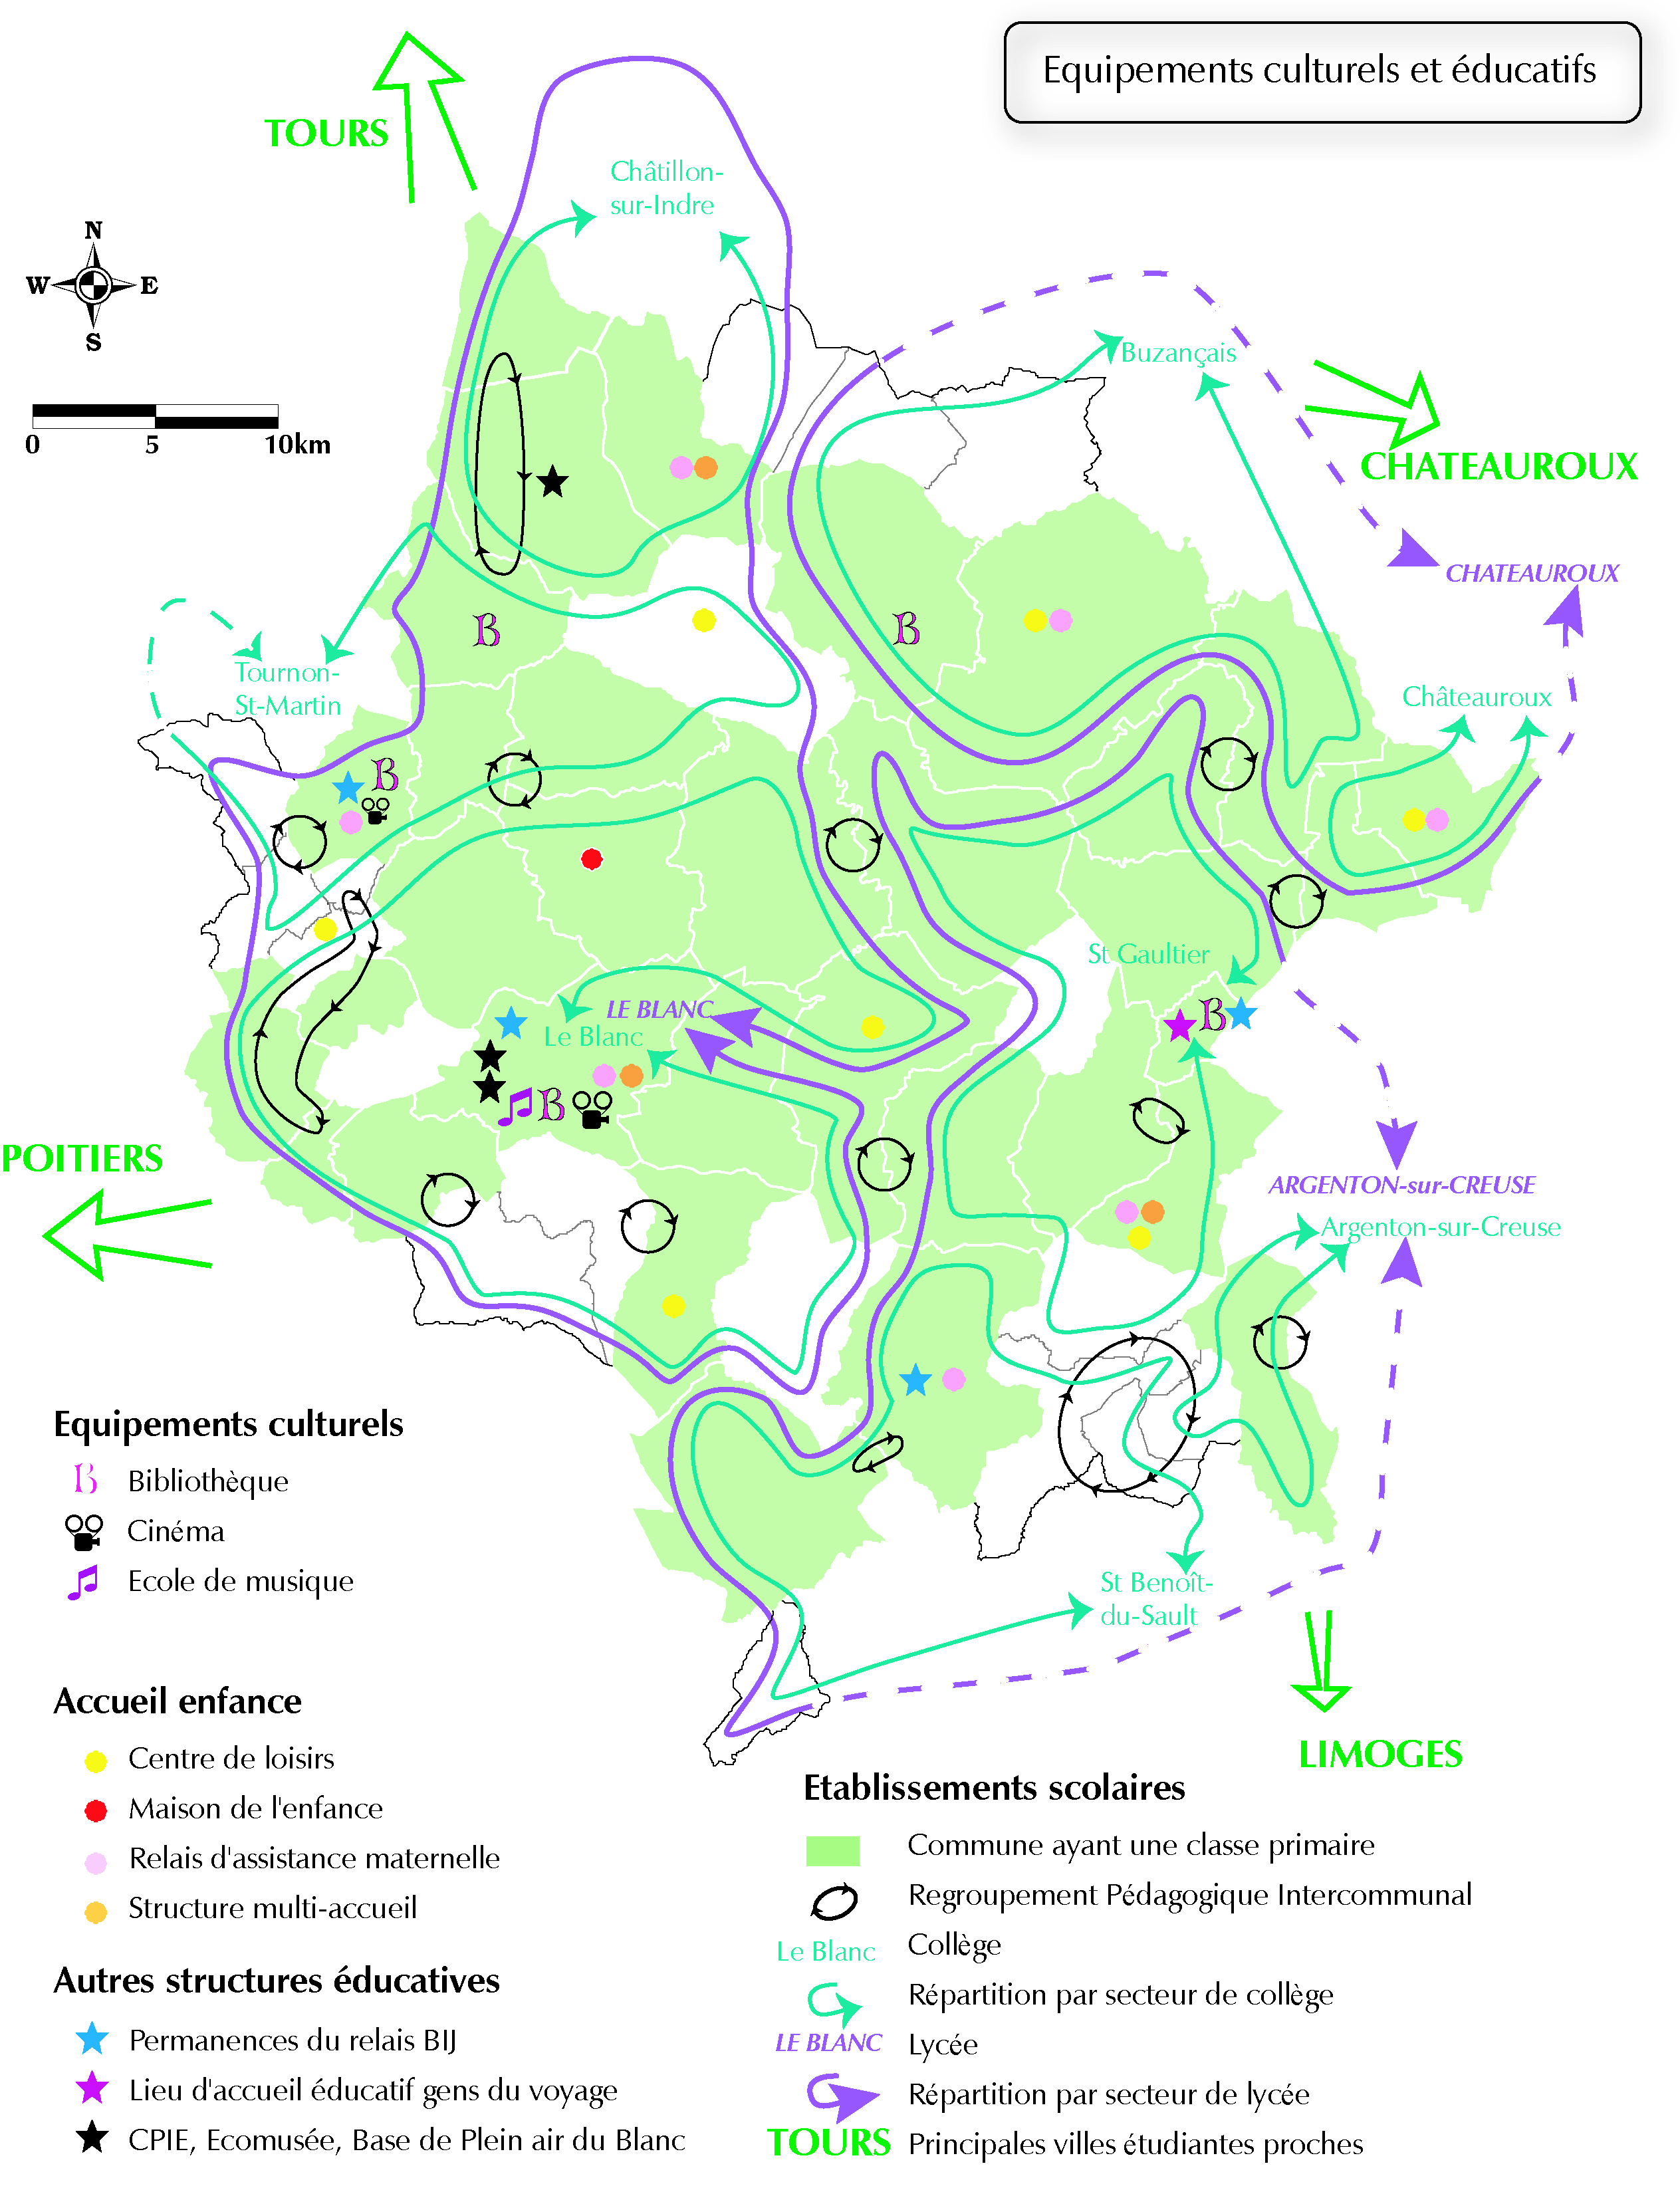 Equipements culturels et éducatifs
TOURS
Châtillon-
sur-Indre
N
W
E
S
0
5
10km
Buzançais
CHATEAUROUX
CHATEAUROUX
Tournon-
St-Martin
Châteauroux
B
B
B
St Gaultier
LE BLANC
Le Blanc
B
B
POITIERS
ARGENTON-sur-CREUSE
Argenton-sur-Creuse
St Benoît-
du-Sault
LIMOGES
Equipements culturels
B Bibliothèque
Cinéma
Ecole de musique
Accueil enfance
Centre de loisirs
Maison de l'enfance
Relais d'assistance maternelle
Structure multi-accueil
Autres structures éducatives
Permanences du relais BIJ
Lieu d'accueil éducatif gens du voyage
CPIE, Ecomusée, Base de Plein air du Blanc
Etablissements scolaires
Commune ayant une classe primaire
Regroupement Pédagogique Intercommunal
Le Blanc Collège
Répartition par secteur de collège
LE BLANC Lycée
Répartition par secteur de lycée
TOURS Principales villes étudiantes proches